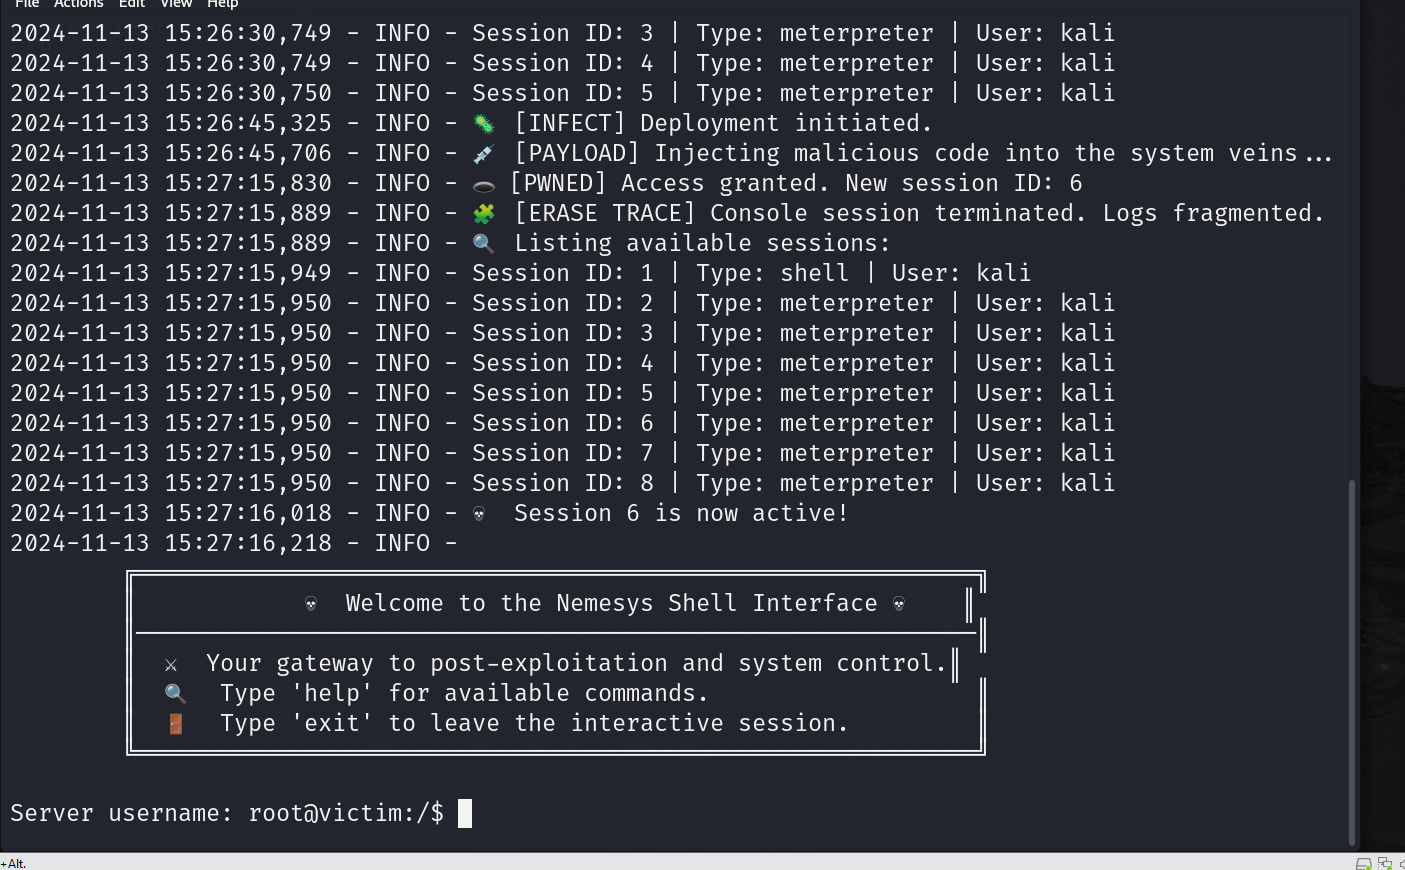 File Actions Edit View Help
2024-11-13 15:26:30,749 - INFO - Session ID: 3 | Type: meterpreter | User: kali
2024-11-13 15:26:30,749 - INFO - Session ID: 4 | Type: meterpreter | User: kali
2024-11-13 15:26:30,750 - INFO - Session ID: 5 | Type: meterpreter | User: kali
2024-11-13 15:26:45,325 - INFO - 🦠 [INFECT] Deployment initiated.
2024-11-13 15:26:45,706 - INFO - 💉 [PAYLOAD] Injecting malicious code into the system veins...
2024-11-13 15:27:15,830 - INFO - 🕳️ [PWNED] Access granted. New session ID: 6
2024-11-13 15:27:15,889 - INFO - 🧩 [ERASE TRACE] Console session terminated. Logs fragmented.
2024-11-13 15:27:15,889 - INFO - 🔍 Listing available sessions:
2024-11-13 15:27:15,949 - INFO - Session ID: 1 | Type: shell | User: kali
2024-11-13 15:27:15,950 - INFO - Session ID: 2 | Type: meterpreter | User: kali
2024-11-13 15:27:15,950 - INFO - Session ID: 3 | Type: meterpreter | User: kali
2024-11-13 15:27:15,950 - INFO - Session ID: 4 | Type: meterpreter | User: kali
2024-11-13 15:27:15,950 - INFO - Session ID: 5 | Type: meterpreter | User: kali
2024-11-13 15:27:15,950 - INFO - Session ID: 6 | Type: meterpreter | User: kali
2024-11-13 15:27:15,950 - INFO - Session ID: 7 | Type: meterpreter | User: kali
2024-11-13 15:27:15,950 - INFO - Session ID: 8 | Type: meterpreter | User: kali
2024-11-13 15:27:16,018 - INFO - 💀 Session 6 is now active!
2024-11-13 15:27:16,218 - INFO -
💀 Welcome to the Nemesys Shell Interface 💀
⚔ Your gateway to post-exploitation and system control.
🔍 Type 'help' for available commands.
🚪 Type 'exit' to leave the interactive session.
Server username: root@victim:/$
+Alt.